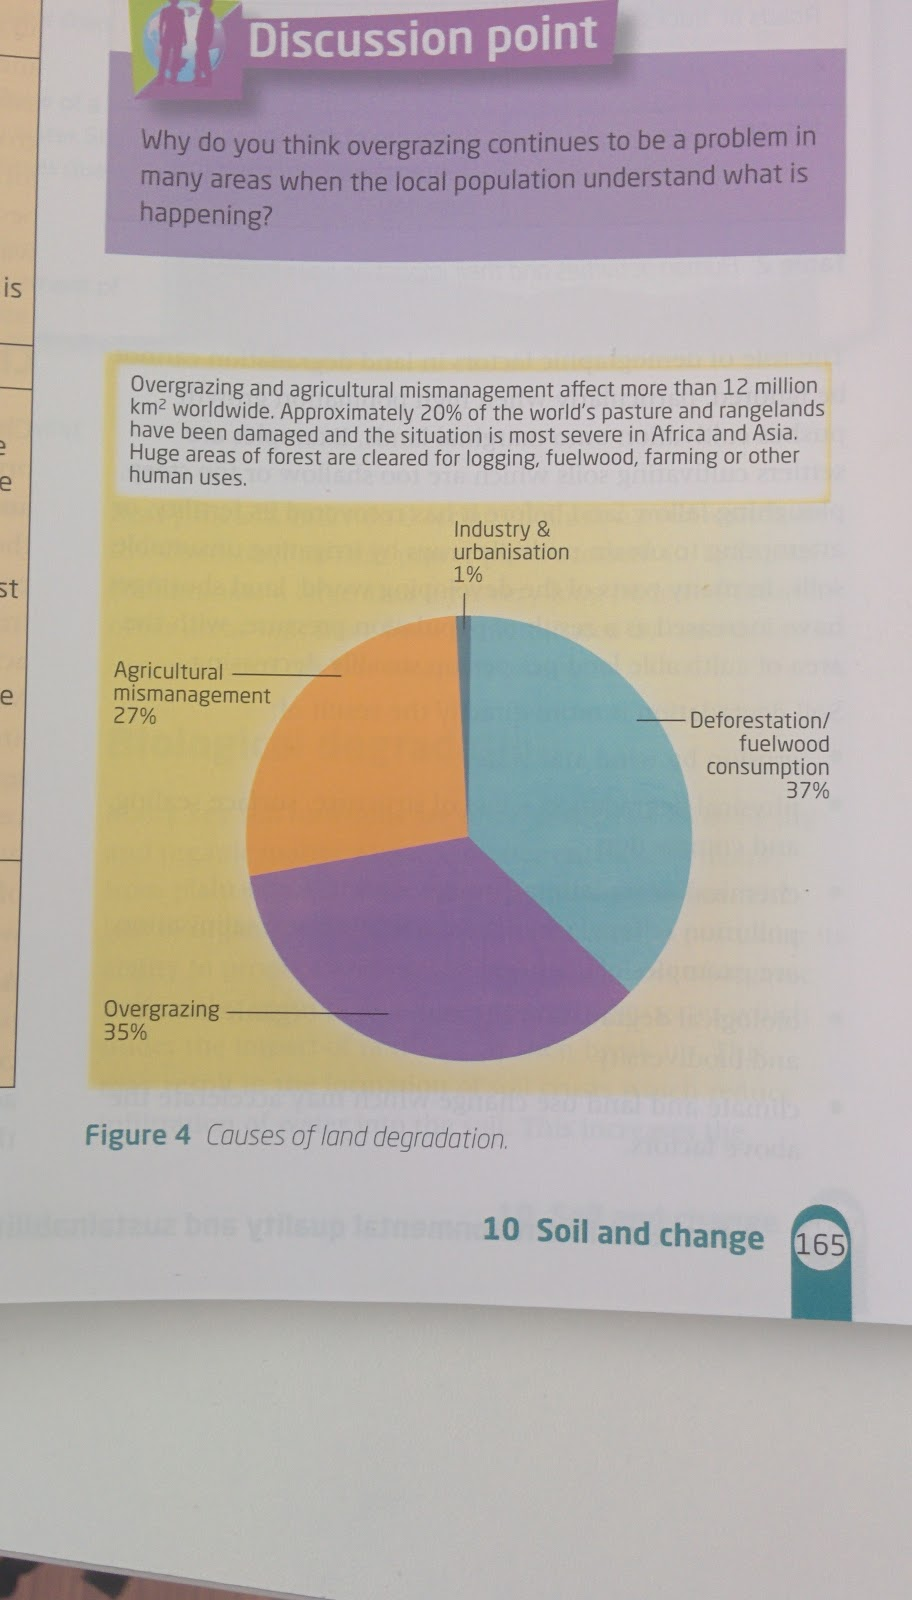 Discussion point
Why do you think overgrazing continues to be a problem in
many areas when the local population understand what is
happening?
is
e
e
st
e
Overgrazing and agricultural mismanagement affect more than 12 million
km² worldwide. Approximately 20% of the world's pasture and rangelands
have been damaged and the situation is most severe in Africa and Asia.
Huge areas of forest are cleared for logging, fuelwood, farming or other
human uses.
Industry &
urbanisation
1%
Agricultural
mismanagement
27%
Deforestation/
fuelwood
consumption
37%
Overgrazing
35%
Figure 4 Causes of land degradation.
10 Soil and change 165